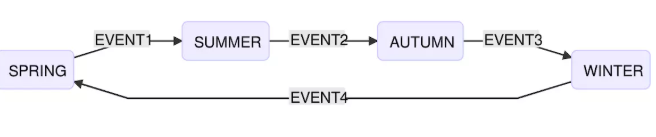 SPRING
EVENT1
SUMMER
EVENT2
AUTUMN
EVENT3
WINTER
EVENT4